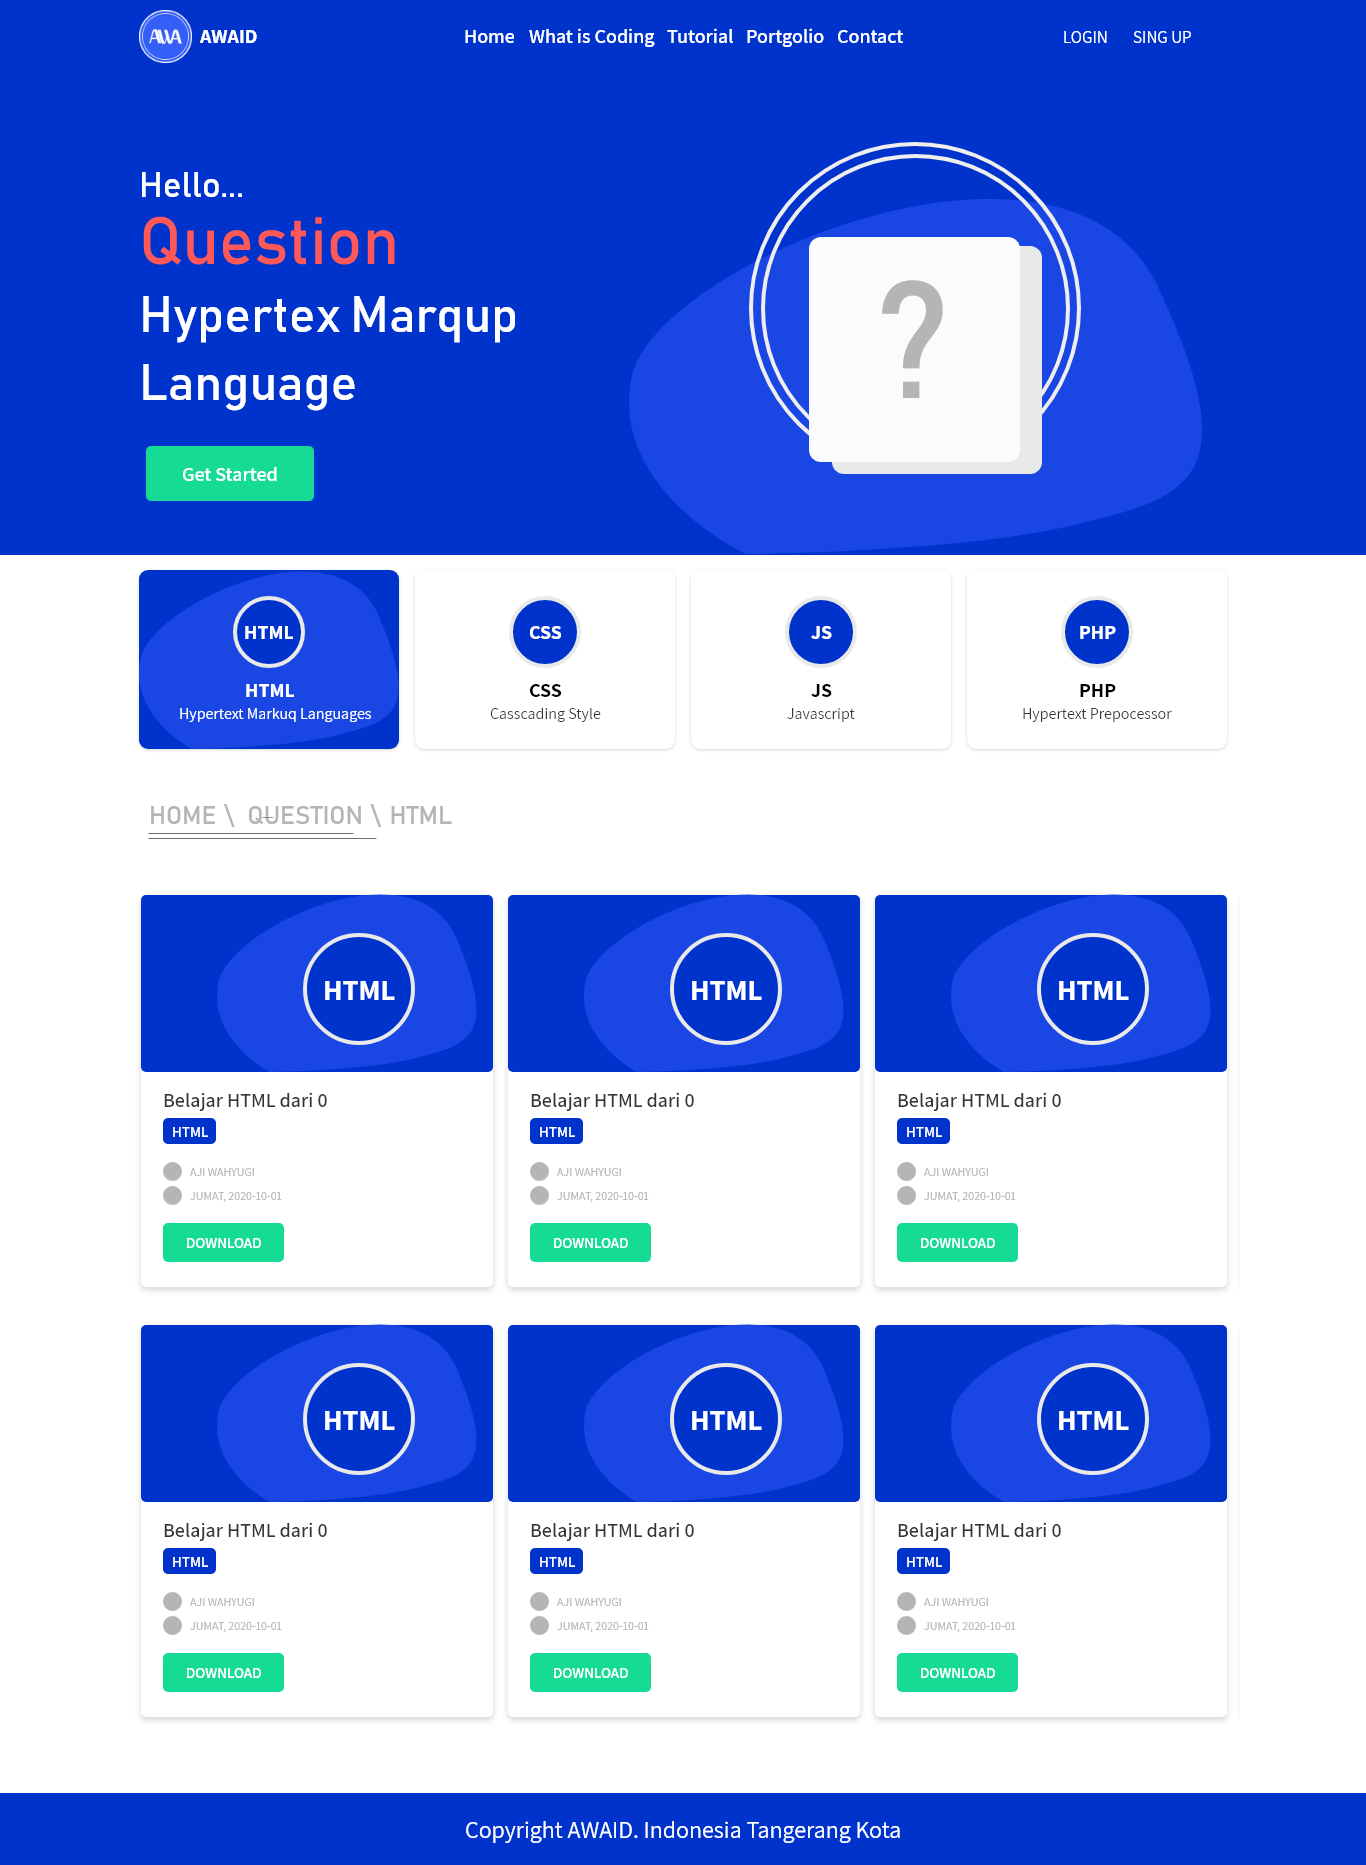 AWA AWAID Home What is Coding Tutorial Portgolio Contact LOGIN SING UP
Hello...
Question
Hypertex Marqup
Language
?
Get Started
HTML CSS JS PHP
HTML CSS JS PHP
Hypertext Markuq Languages Casscading Style Javascript Hypertext Prepocessor
HOME \ QUESTION \ HTML
HTML HTML HTML
Belajar HTML dari 0 Belajar HTML dari 0 Belajar HTML dari 0
HTML HTML HTML
AJI WAHYUGI AJI WAHYUGI AJI WAHYUGI
JUMAT, 2020-10-01 JUMAT, 2020-10-01 JUMAT, 2020-10-01
DOWNLOAD DOWNLOAD DOWNLOAD
HTML HTML HTML
Belajar HTML dari 0 Belajar HTML dari 0 Belajar HTML dari 0
HTML HTML HTML
AJI WAHYUGI AJI WAHYUGI AJI WAHYUGI
JUMAT, 2020-10-01 JUMAT, 2020-10-01 JUMAT, 2020-10-01
DOWNLOAD DOWNLOAD DOWNLOAD
Copyright AWAID. Indonesia Tangerang Kota